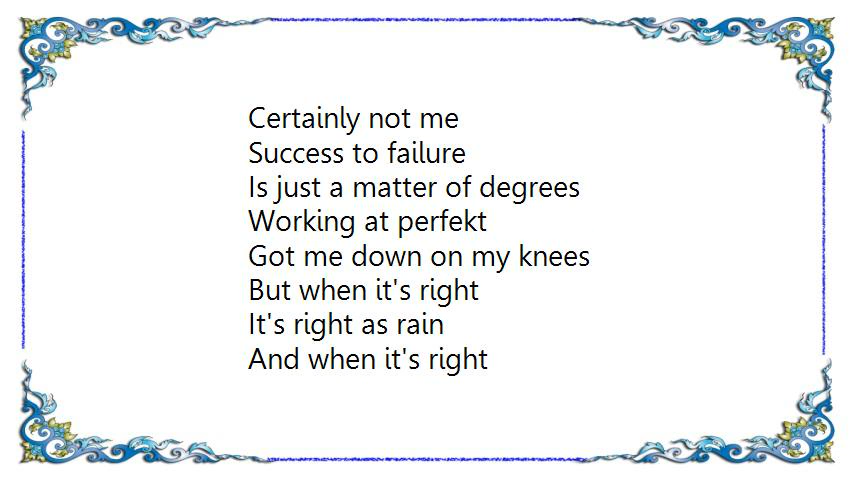 Certainly not me
Success to failure
Is just a matter of degrees
Working at perfekt
Got me down on my knees
But when it's right
It's right as rain
And when it's right